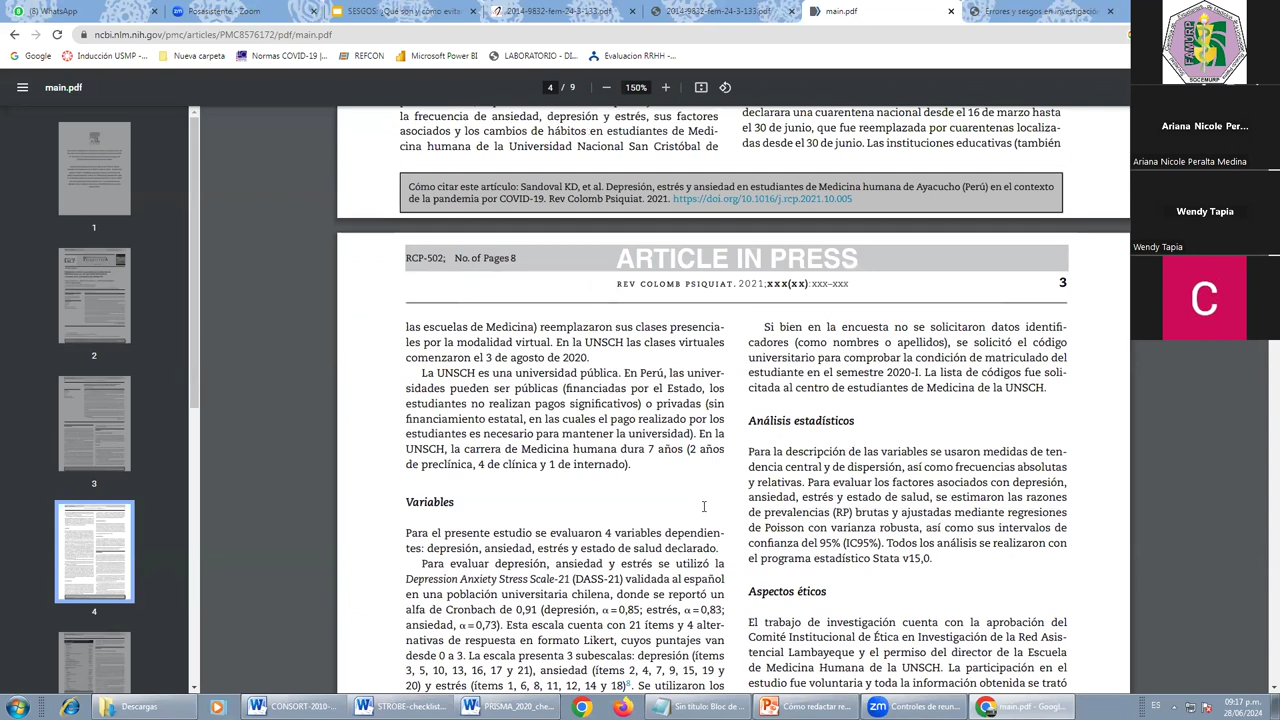 WhatsApp
Posasistente - Zoom
SESGOS: ¿Qué son y como evita
2014-9832-fem-24-3-133.pdf
2014-9832-fem-24-3-133.pdf
main.pdf
Errores y sesgos en investigació
ncbi.nlm.nih.gov/pmc/articles/PMC8576172/pdf/main.pdf
Google
Inducción USMP -...
Nueva carpeta
Normas COVID-19 |...
REFCON
Microsoft Power BI
LABORATORIO - DI...
Evaluacion RRHH -...
main.pdf
4 / 9
150%
1
2
3
4
la frecuencia de ansiedad, depresión y estrés, sus factores
asociados y los cambios de hábitos en estudiantes de Medi-
cina humana de la Universidad Nacional San Cristóbal de
declarara una cuarentena nacional desde el 16 de marzo hasta
el 30 de junio, que fue reemplazada por cuarentenas localiza-
das desde el 30 de junio. Las instituciones educativas (también
Cómo citar este artículo: Sandoval KD, et al. Depresión, estrés y ansiedad en estudiantes de Medicina humana de Ayacucho (Perú) en el contexto
de la pandemia por COVID-19. Rev Colomb Psiquiat. 2021. https://doi.org/10.1016/j.rcp.2021.10.005
RCP-502; No. of Pages 8
ARTICLE IN PRESS
REV COLOMB PSIQUIAT. 2021;xxx(xx):xxx–xxx
3
las escuelas de Medicina) reemplazaron sus clases presencia-
les por la modalidad virtual. En la UNSCH las clases virtuales
comenzaron el 3 de agosto de 2020.
La UNSCH es una universidad pública. En Perú, las univer-
sidades pueden ser públicas (financiadas por el Estado, los
estudiantes no realizan pagos significativos) o privadas (sin
financiamiento estatal, en las cuales el pago realizado por los
estudiantes es necesario para mantener la universidad). En la
UNSCH, la carrera de Medicina humana dura 7 años (2 años
de preclínica, 4 de clínica y 1 de internado).
Variables
Para el presente estudio se evaluaron 4 variables dependien-
tes: depresión, ansiedad, estrés y estado de salud declarado.
Para evaluar depresión, ansiedad y estrés se utilizó la
Depression Anxiety Stress Scale-21 (DASS-21) validada al español
en una población universitaria chilena, donde se reportó un
alfa de Cronbach de 0,91 (depresión, α = 0,85; estrés, α = 0,83;
ansiedad, α = 0,73). Esta escala cuenta con 21 ítems y 4 alter-
nativas de respuesta en formato Likert, cuyos puntajes van
desde 0 a 3. La escala presenta 3 subescalas: depresión (ítems
3, 5, 10, 13, 16, 17 y 21), ansiedad (ítems 2, 4, 7, 9, 15, 19 y
20) y estrés (ítems 1, 6, 8, 11, 12, 14 y 18)8. Se utilizaron los
Si bien en la encuesta no se solicitaron datos identifi-
cadores (como nombres o apellidos), se solicitó el código
universitario para comprobar la condición de matriculado del
estudiante en el semestre 2020-I. La lista de códigos fue soli-
citada al centro de estudiantes de Medicina de la UNSCH.
Análisis estadísticos
Para la descripción de las variables se usaron medidas de ten-
dencia central y de dispersión, así como frecuencias absolutas
y relativas. Para evaluar los factores asociados con depresión,
ansiedad, estrés y estado de salud, se estimaron las razones
de prevalencias (RP) brutas y ajustadas mediante regresiones
de Poisson con varianza robusta, así como sus intervalos de
confianza del 95% (IC95%). Todos los análisis se realizaron con
el programa estadístico Stata v15,0.
Aspectos éticos
El trabajo de investigación cuenta con la aprobación del
Comité Institucional de Ética en Investigación de la Red Asis-
tencial Lambayeque y el permiso del director de la Escuela
de Medicina Humana de la UNSCH. La participación en el
estudio fue voluntaria y toda la información obtenida se trató
FAMURP
SOCEMURP
Ariana Nicole Per...
Ariana Nicole Peralta Medina
Wendy Tapia
Wendy Tapia
C
Descargas
CONSORT-2010-...
STROBE-checklist...
PRISMA_2020_che...
Sin título: Bloc de ...
Cómo redactar re...
Controles de reun...
main.pdf - Googl...
ES
09:17 p.m.
28/06/2024